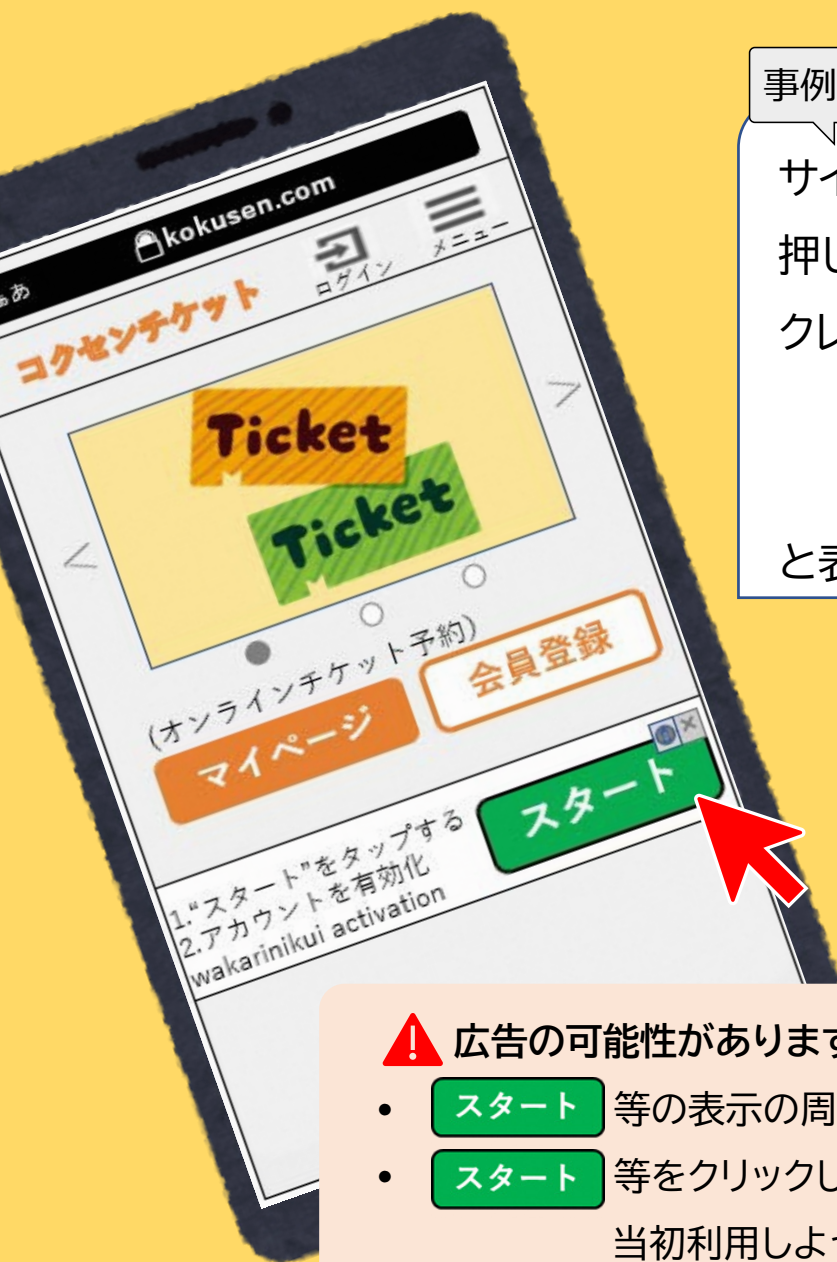 kokusen.com
ああ
コクセンチケット
ログイン
メニュー
Ticket
Ticket
(オンラインチケット予約)
マイページ
会員登録
1.“スタート”をタップする
2.アカウントを有効化
wakarinikui activation
スタート
事例
サイ
押し
クレ
と表
広告の可能性があります
• スタート 等の表示の周
• スタート 等をクリックし
当初利用しよ